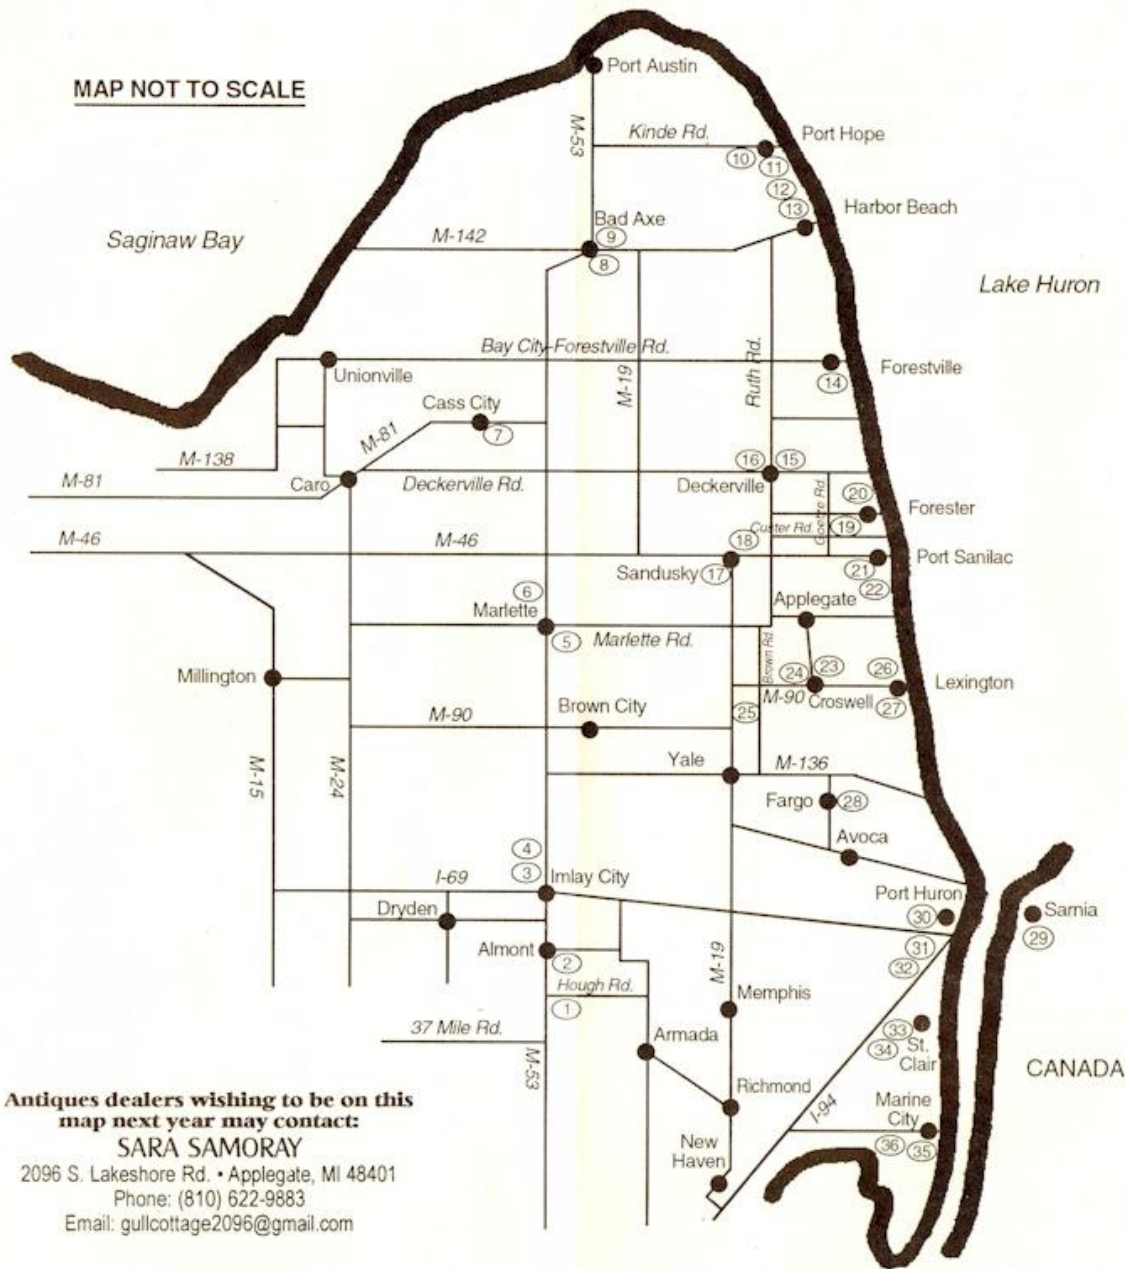 MAP NOT TO SCALE
Port Austin
M-53
Kinde Rd.
Port Hope
10
11
12
13
Harbor Beach
Saginaw Bay
Bad Axe
9
M-142
8
Lake Huron
Bay City-Forestville Rd.
Unionville
M-19
Ruth Rd.
Forestville
14
Cass City
7
M-81
M-138
M-81
Caro
Deckerville Rd.
16
15
Deckerville
Goetze Rd.
20
Forester
19
Custer Rd.
M-46
M-46
18
Sandusky
17
Port Sanilac
21
22
6
Marlette
5
Marlette Rd.
Applegate
Brown Rd.
24
23
26
Millington
M-90
Croswell
27
Lexington
M-90
Brown City
25
M-15
M-24
Yale
M-136
Fargo
28
Avoca
4
3
I-69
Imlay City
Port Huron
30
Sarnia
29
Dryden
Almont
2
31
32
M-19
Hough Rd.
1
Memphis
37 Mile Rd.
Armada
33
34
St.
Clair
M-53
CANADA
Richmond
I-94
Marine
City
36
35
New
Haven
Antiques dealers wishing to be on this
map next year may contact:
SARA SAMORAY
2096 S. Lakeshore Rd. • Applegate, MI 48401
Phone: (810) 622-9883
Email: gullcottage2096@gmail.com